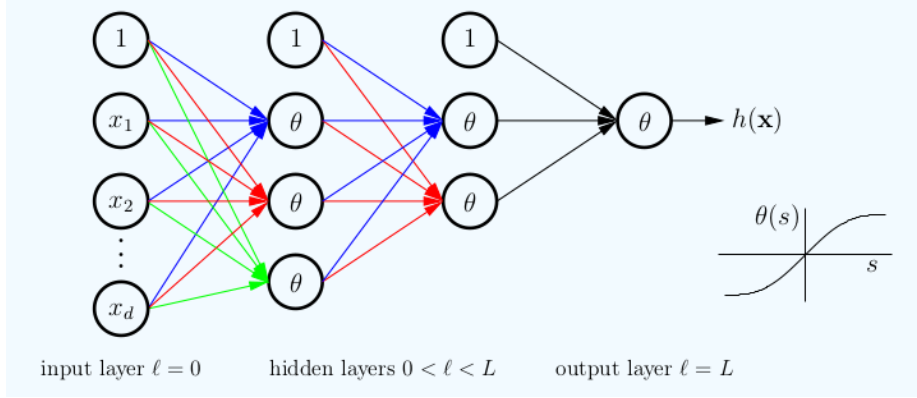 1 1 1
x₁ θ θ θ h(𝐱)
x₂ θ θ
θ(s)
⋮
s
θ
x_d
input layer ℓ = 0 hidden layers 0 < ℓ < L output layer ℓ = L